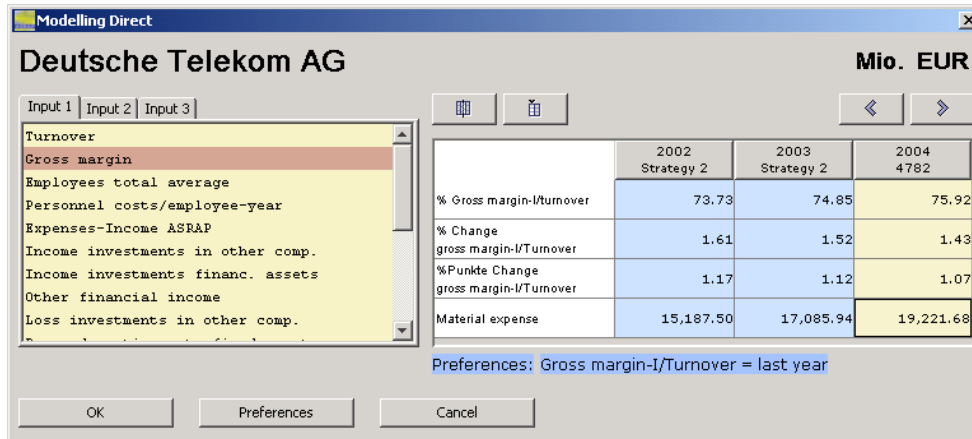 Modelling Direct
Deutsche Telekom AG
Mio. EUR
Input 1 Input 2 Input 3
Turnover
Gross margin
Employees total average
Personnel costs/employee-year
Expenses-Income ASRAP
Income investments in other comp.
Income investments financ. assets
Other financial income
Loss investments in other comp.
2002 2003 2004
Strategy 2 Strategy 2 4782
% Gross margin-I/turnover 73.73 74.85 75.92
% Change
gross margin-I/Turnover 1.61 1.52 1.43
%Punkte Change
gross margin-I/Turnover 1.17 1.12 1.07
Material expense 15,187.50 17,085.94 19,221.68
Preferences: Gross margin-I/Turnover = last year
OK Preferences Cancel